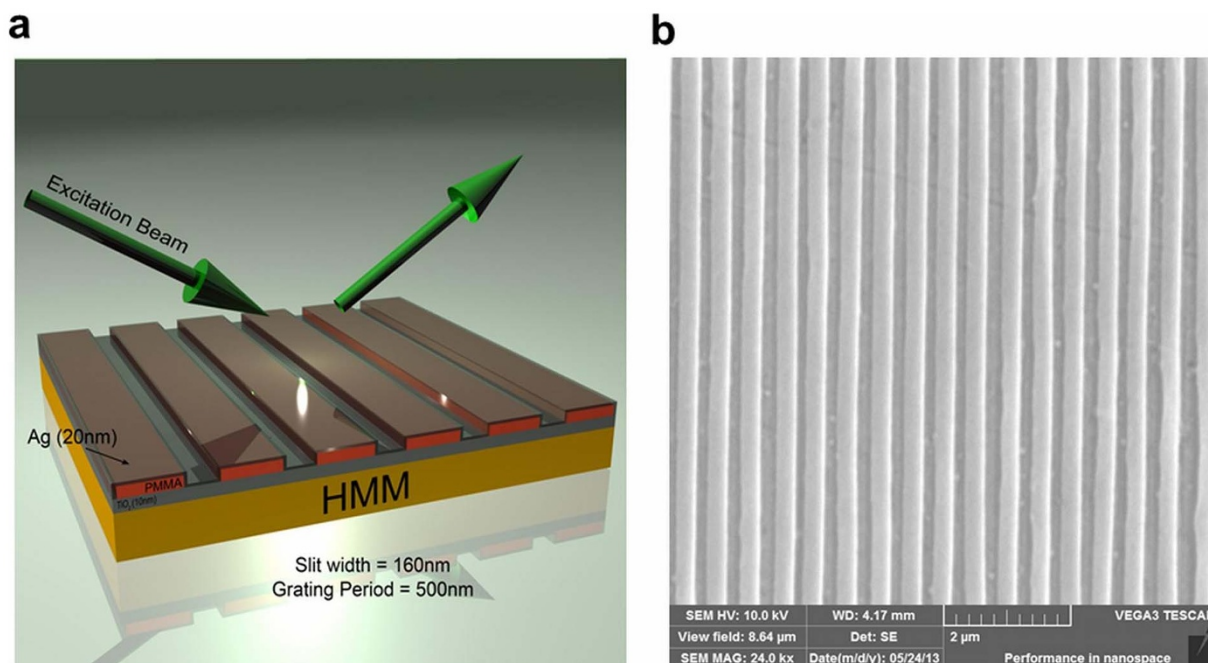 a
b
Excitation Beam
Ag (20nm)
PMMA
TiO₂(10nm)
HMM
Slit width = 160nm
Grating Period = 500nm
SEM HV: 10.0 kV
WD: 4.17 mm
VEGA3 TESCA
View field: 8.64 µm
Det: SE
2 µm
SEM MAG: 24.0 kx
Date(m/d/y): 05/24/13
Performance in nanospace